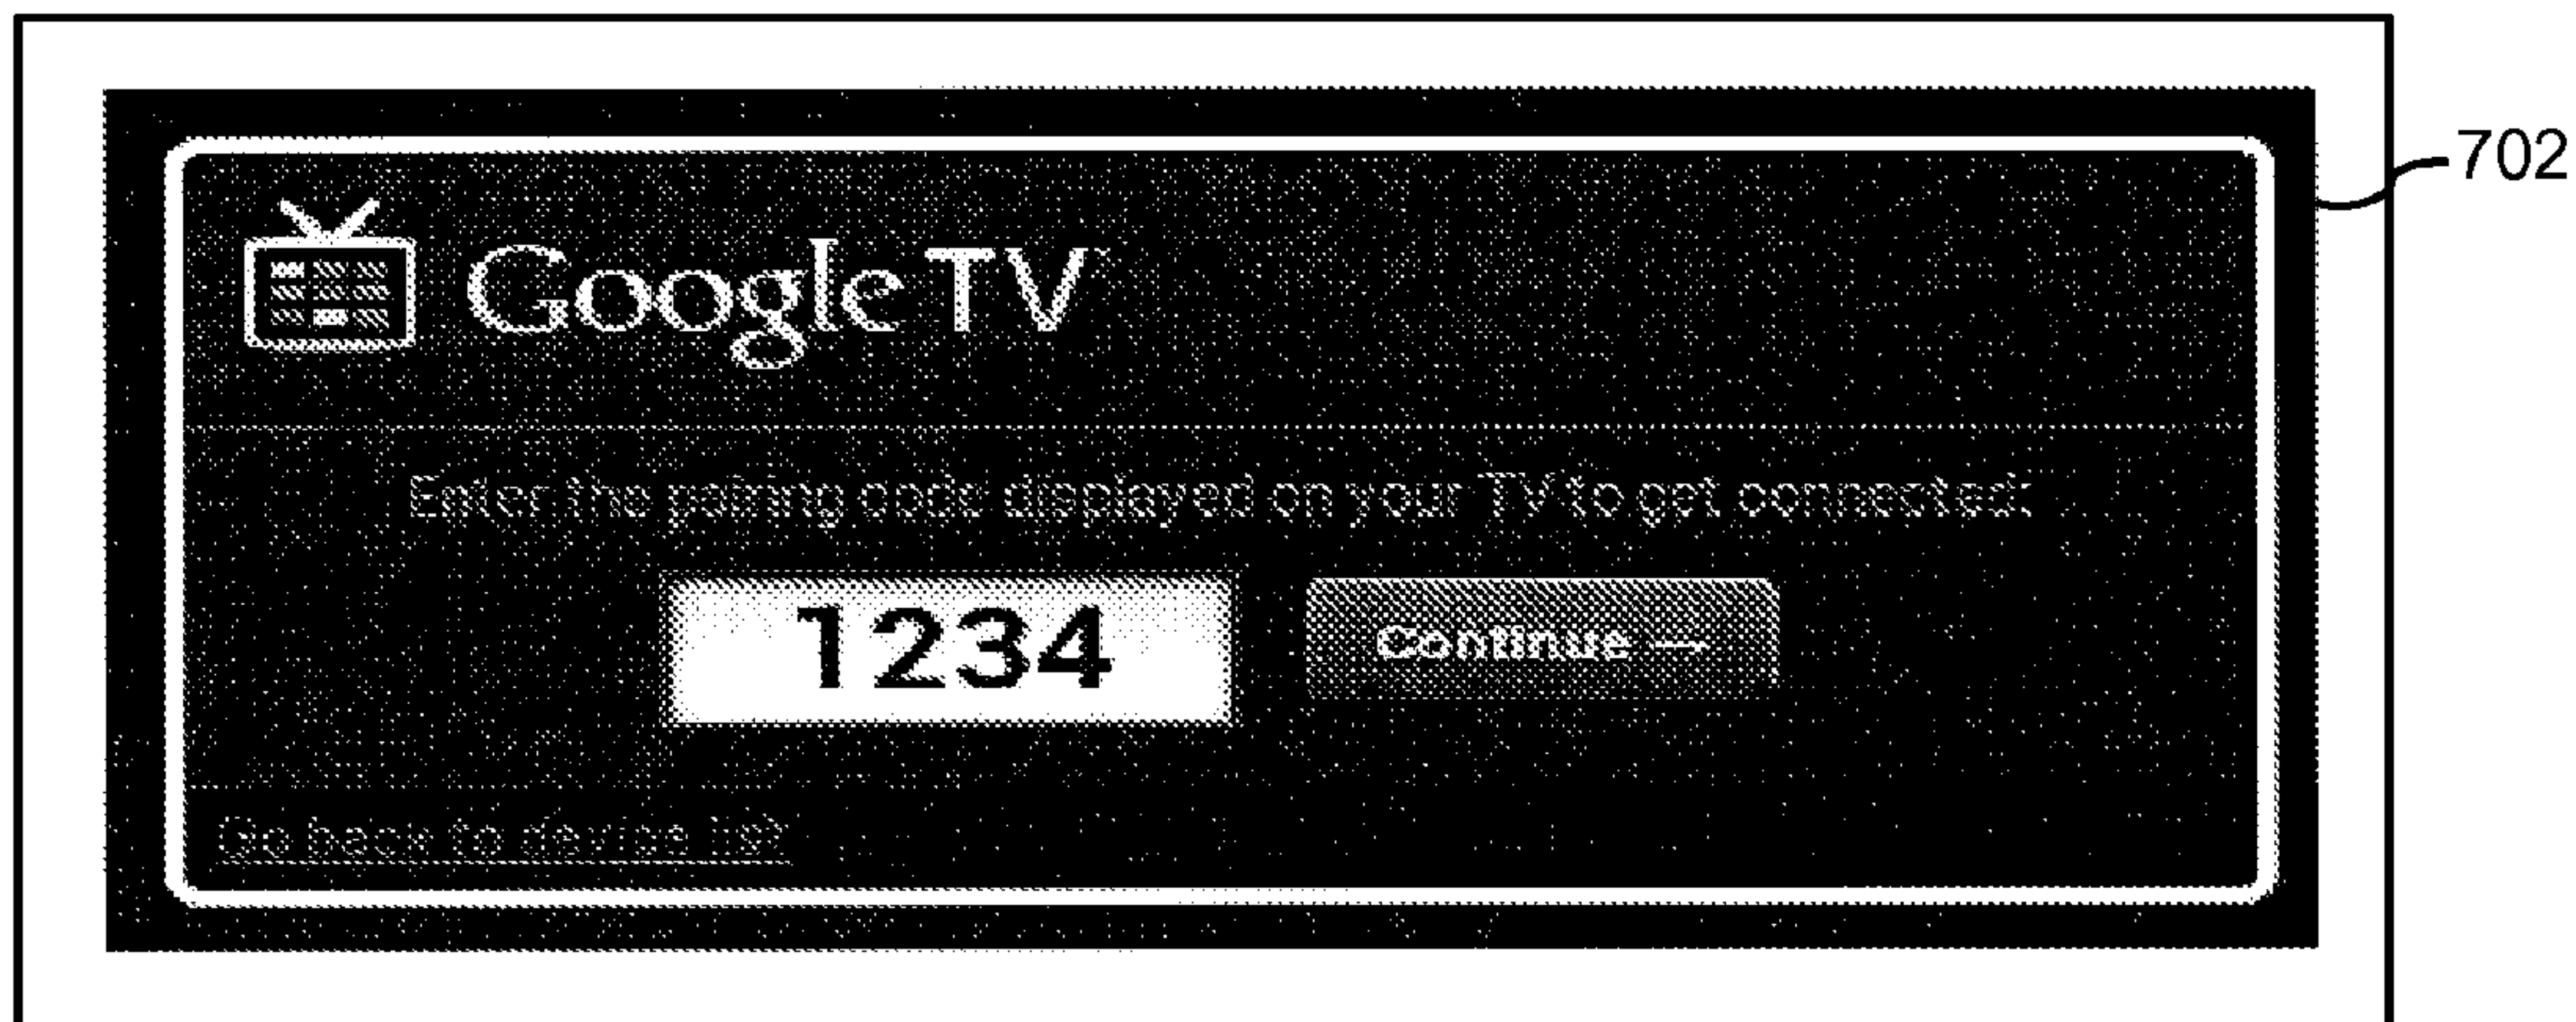 702
Google TV
Enter the pairing code displayed on your TV to get connected:
1234
Continue —
Go back to device list